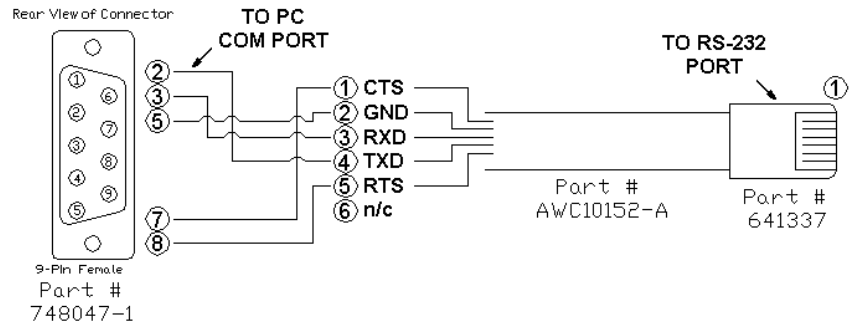 Rear View of Connector
TO PC
COM PORT
TO RS-232
PORT
1
6
2
7
3
8
4
9
5
2
3
5
7
8
1 CTS
2 GND
3 RXD
4 TXD
5 RTS
6 n/c
1
9-Pin Female
Part #
748047-1
Part #
AWC10152-A
Part #
641337